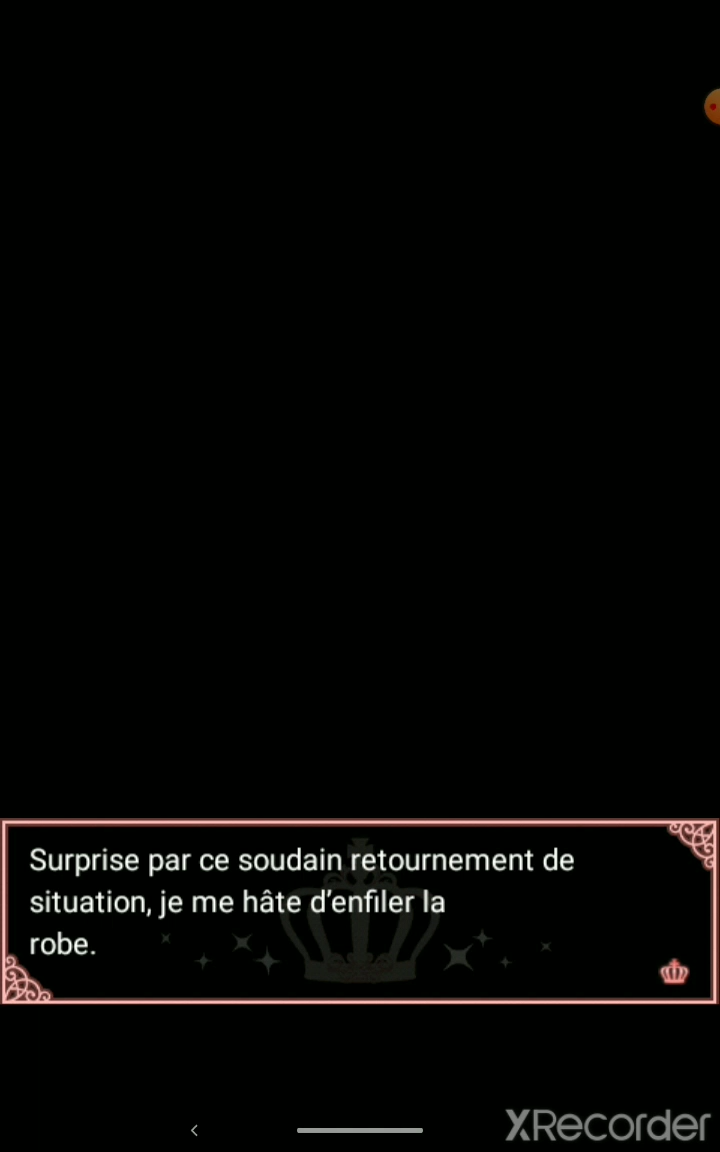 Surprise par ce soudain retournement de
situation, je me hâte d’enfiler la
robe.
XRecorder